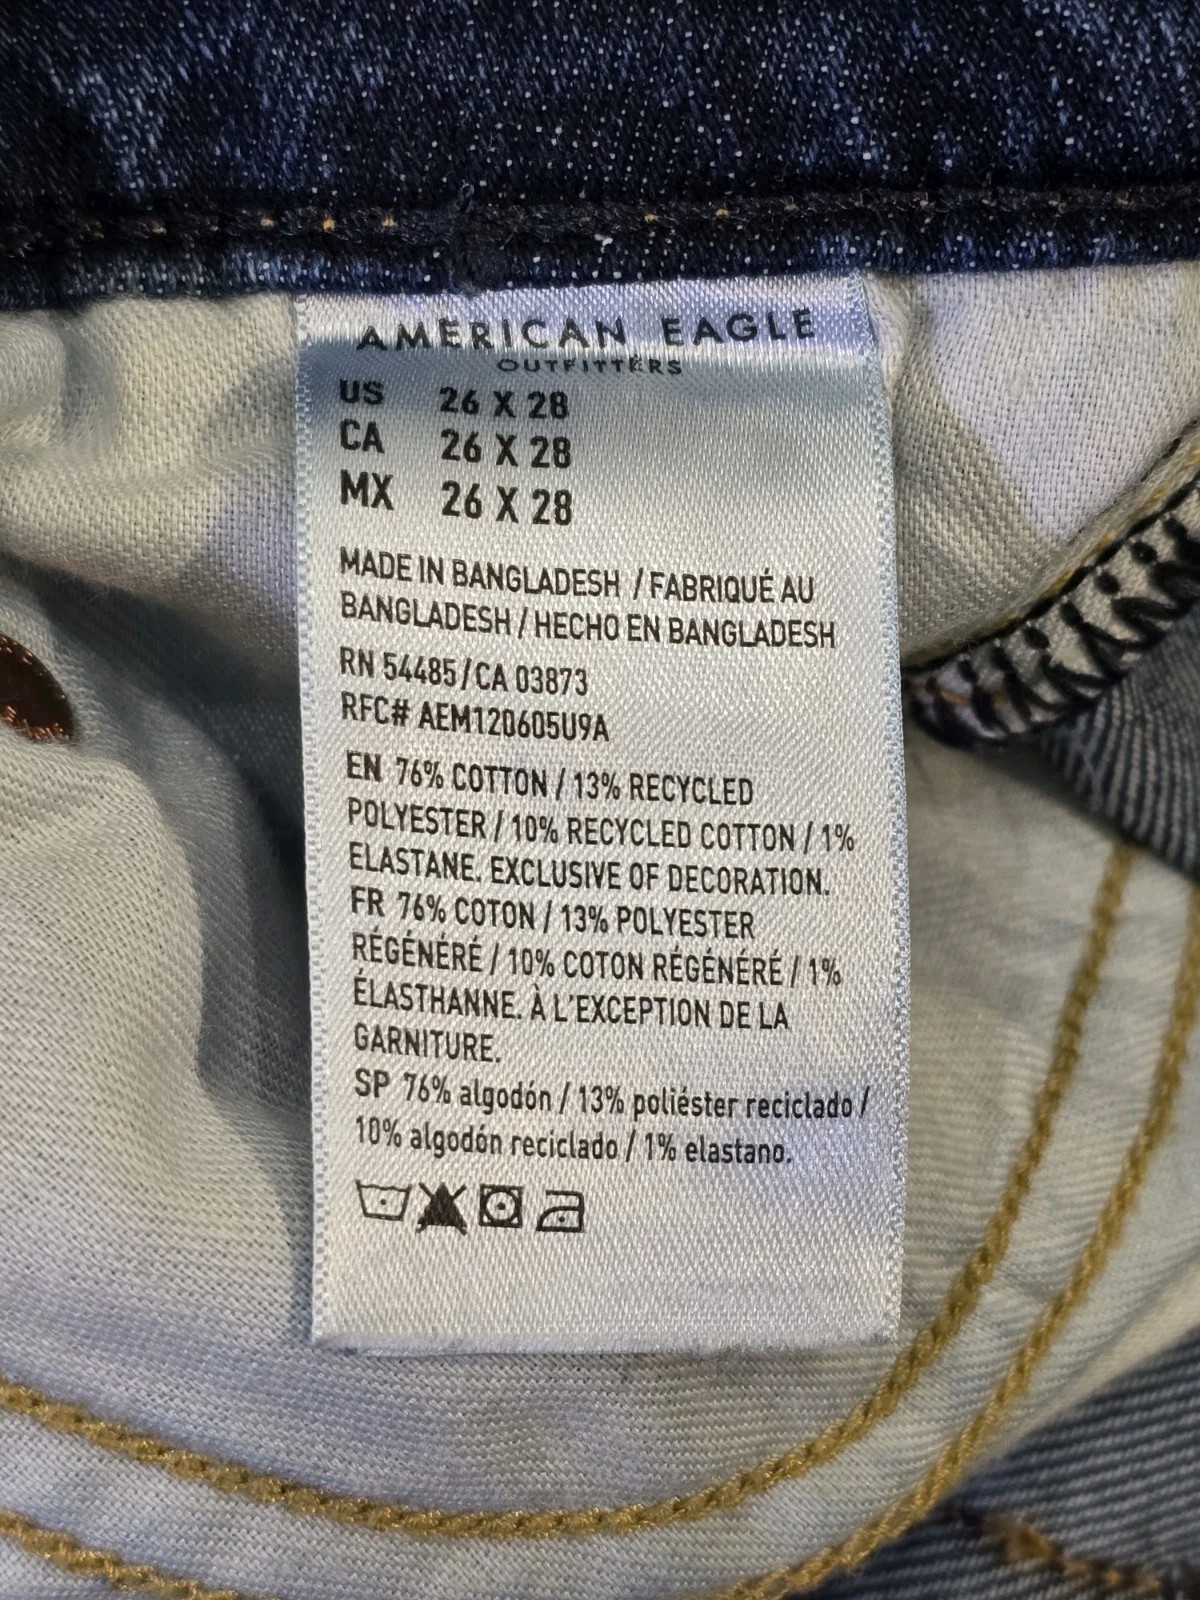 AMERICAN EAGLE
OUTFITTERS
US 26 X 28
CA 26 X 28
MX 26 X 28
MADE IN BANGLADESH / FABRIQUÉ AU
BANGLADESH / HECHO EN BANGLADESH
RN 54485 / CA 03873
RFC# AEM120605U9A
EN 76% COTTON / 13% RECYCLED
POLYESTER / 10% RECYCLED COTTON / 1%
ELASTANE. EXCLUSIVE OF DECORATION.
FR 76% COTON / 13% POLYESTER
RÉGÉNÉRÉ / 10% COTON RÉGÉNÉRÉ / 1%
ÉLASTHANNE. À L'EXCEPTION DE LA
GARNITURE.
SP 76% algodón / 13% poliéster reciclado /
10% algodón reciclado / 1% elastano.